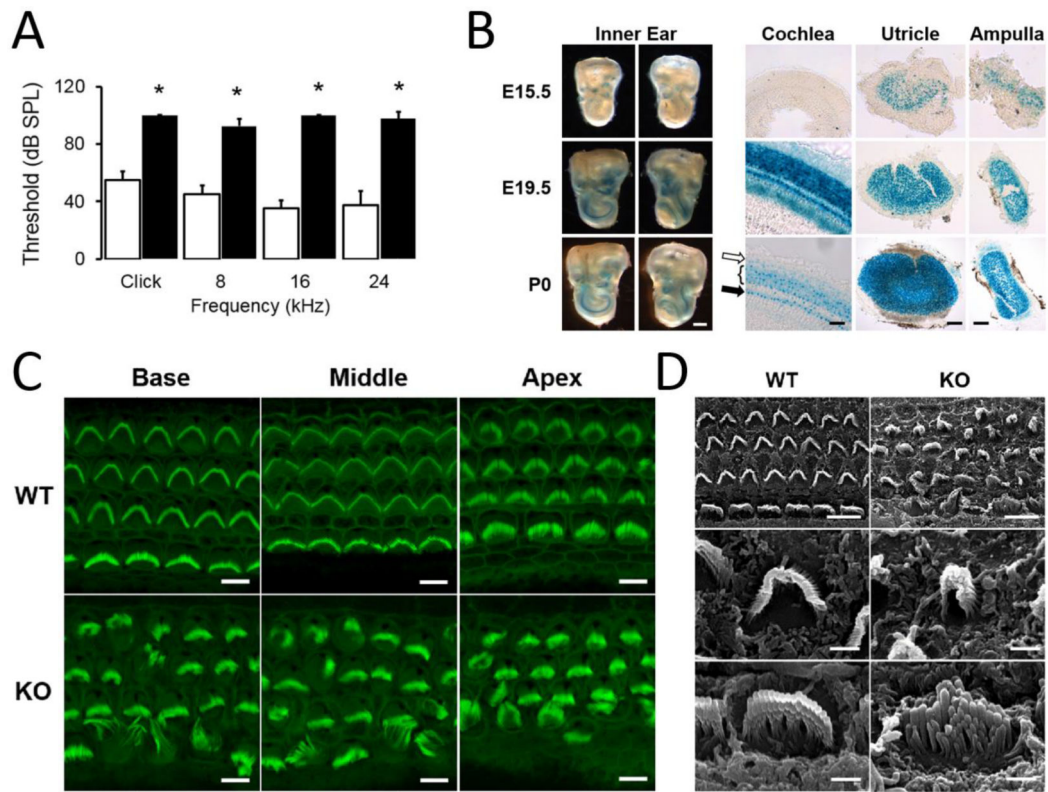 A
Threshold (dB SPL)
120
80
40
0
* * * *
Click 8 16 24
Frequency (kHz)
B
Inner Ear Cochlea Utricle Ampulla
E15.5
E19.5
P0
C
Base Middle Apex
WT
KO
D
WT KO